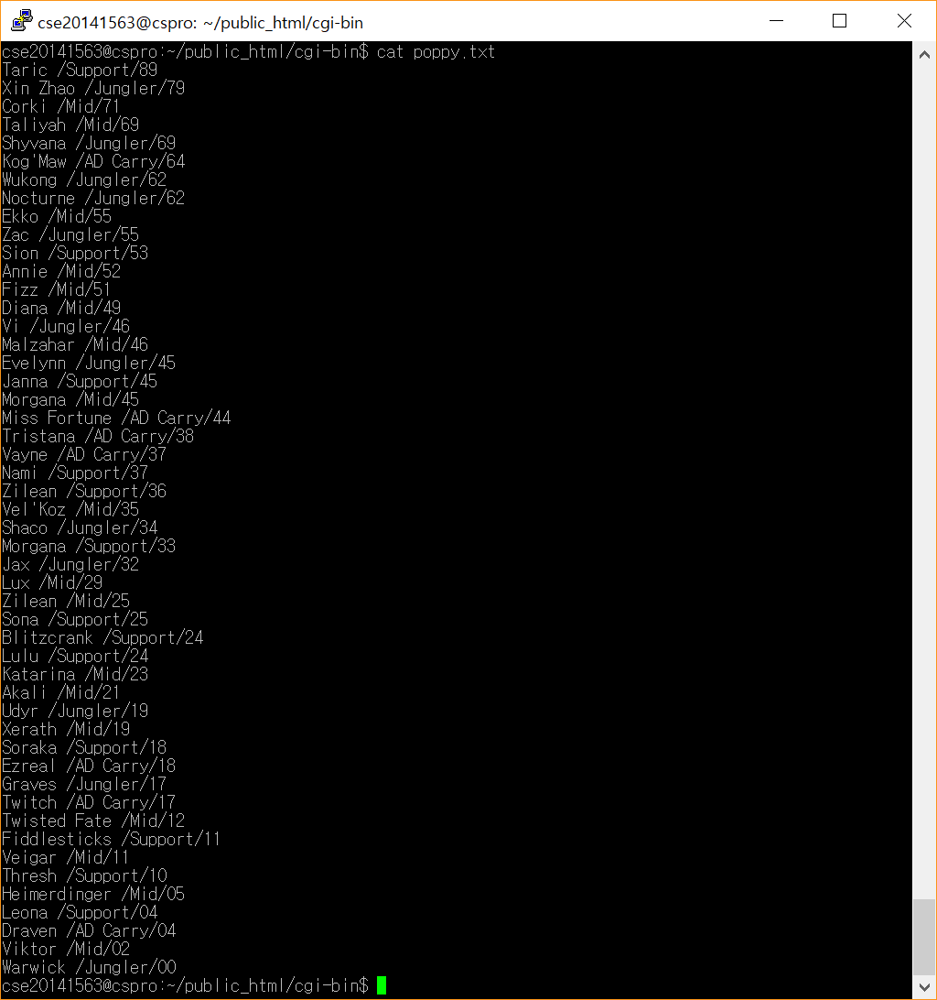 cse20141563@cspro: ~/public_html/cgi-bin
cse20141563@cspro:~/public_html/cgi-bin$ cat poppy.txt
Taric /Support/89
Xin Zhao /Jungler/79
Corki /Mid/71
Taliyah /Mid/69
Shyvana /Jungler/69
Kog'Maw /AD Carry/64
Wukong /Jungler/62
Nocturne /Jungler/62
Ekko /Mid/55
Zac /Jungler/55
Sion /Support/53
Annie /Mid/52
Fizz /Mid/51
Diana /Mid/49
Vi /Jungler/46
Malzahar /Mid/46
Evelynn /Jungler/45
Janna /Support/45
Morgana /Mid/45
Miss Fortune /AD Carry/44
Tristana /AD Carry/38
Vayne /AD Carry/37
Nami /Support/37
Zilean /Support/36
Vel'Koz /Mid/35
Shaco /Jungler/34
Morgana /Support/33
Jax /Jungler/32
Lux /Mid/29
Zilean /Mid/25
Sona /Support/25
Blitzcrank /Support/24
Lulu /Support/24
Katarina /Mid/23
Akali /Mid/21
Udyr /Jungler/19
Xerath /Mid/19
Soraka /Support/18
Ezreal /AD Carry/18
Graves /Jungler/17
Twitch /AD Carry/17
Twisted Fate /Mid/12
Fiddlesticks /Support/11
Veigar /Mid/11
Thresh /Support/10
Heimerdinger /Mid/05
Leona /Support/04
Draven /AD Carry/04
Viktor /Mid/02
Warwick /Jungler/00
cse20141563@cspro:~/public_html/cgi-bin$